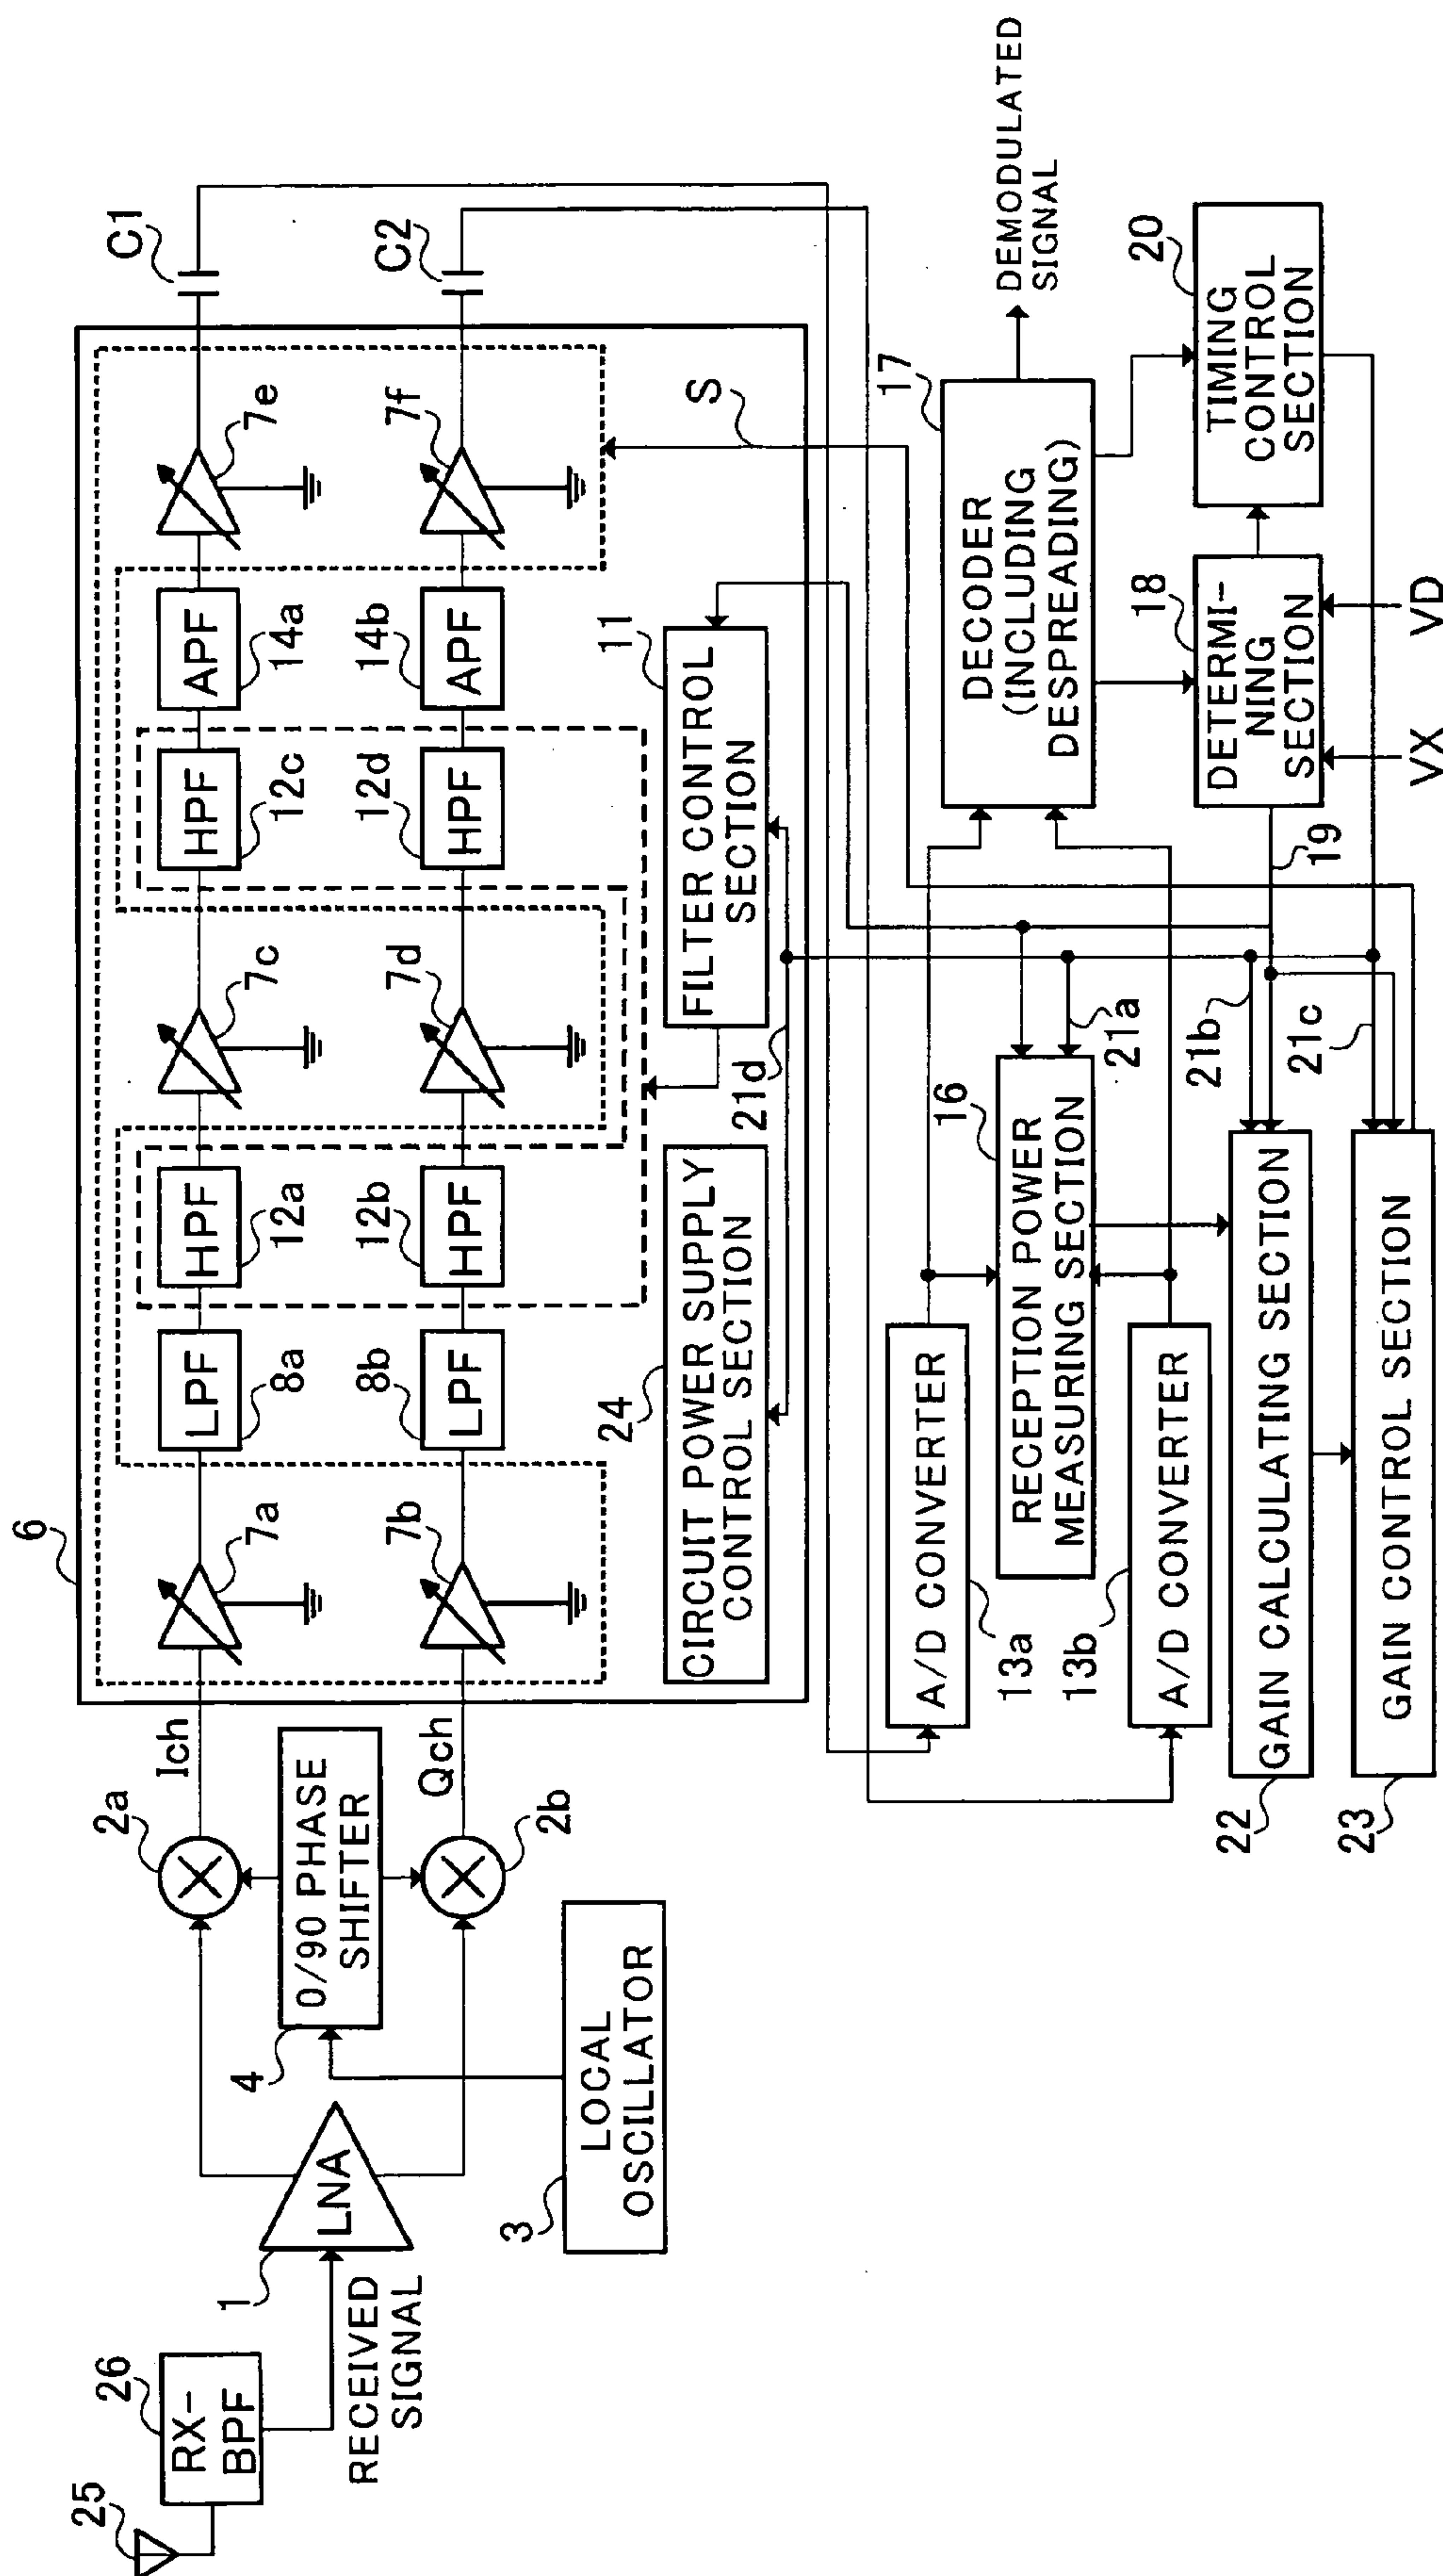 25
26
RX-
BPF
RECEIVED
SIGNAL
1
LNA
3
LOCAL
OSCILLATOR
4
0/90 PHASE
SHIFTER
2a
2b
Ich
Qch
6
7a
7b
LPF
8a
LPF
8b
HPF
12a
HPF
12b
7c
7d
HPF
12c
HPF
12d
APF
14a
APF
14b
7e
7f
C1
C2
24
CIRCUIT POWER SUPPLY
CONTROL SECTION
21d
11
FILTER CONTROL
SECTION
S
A/D CONVERTER
13a
13b
A/D CONVERTER
16
RECEPTION POWER
MEASURING SECTION
21a
21b
21c
22
GAIN CALCULATING SECTION
23
GAIN CONTROL SECTION
17
DECODER
(INCLUDING
DESPREADING)
DEMODULATED
SIGNAL
18
DETERMI-
NING
SECTION
19
VX
VD
20
TIMING
CONTROL
SECTION